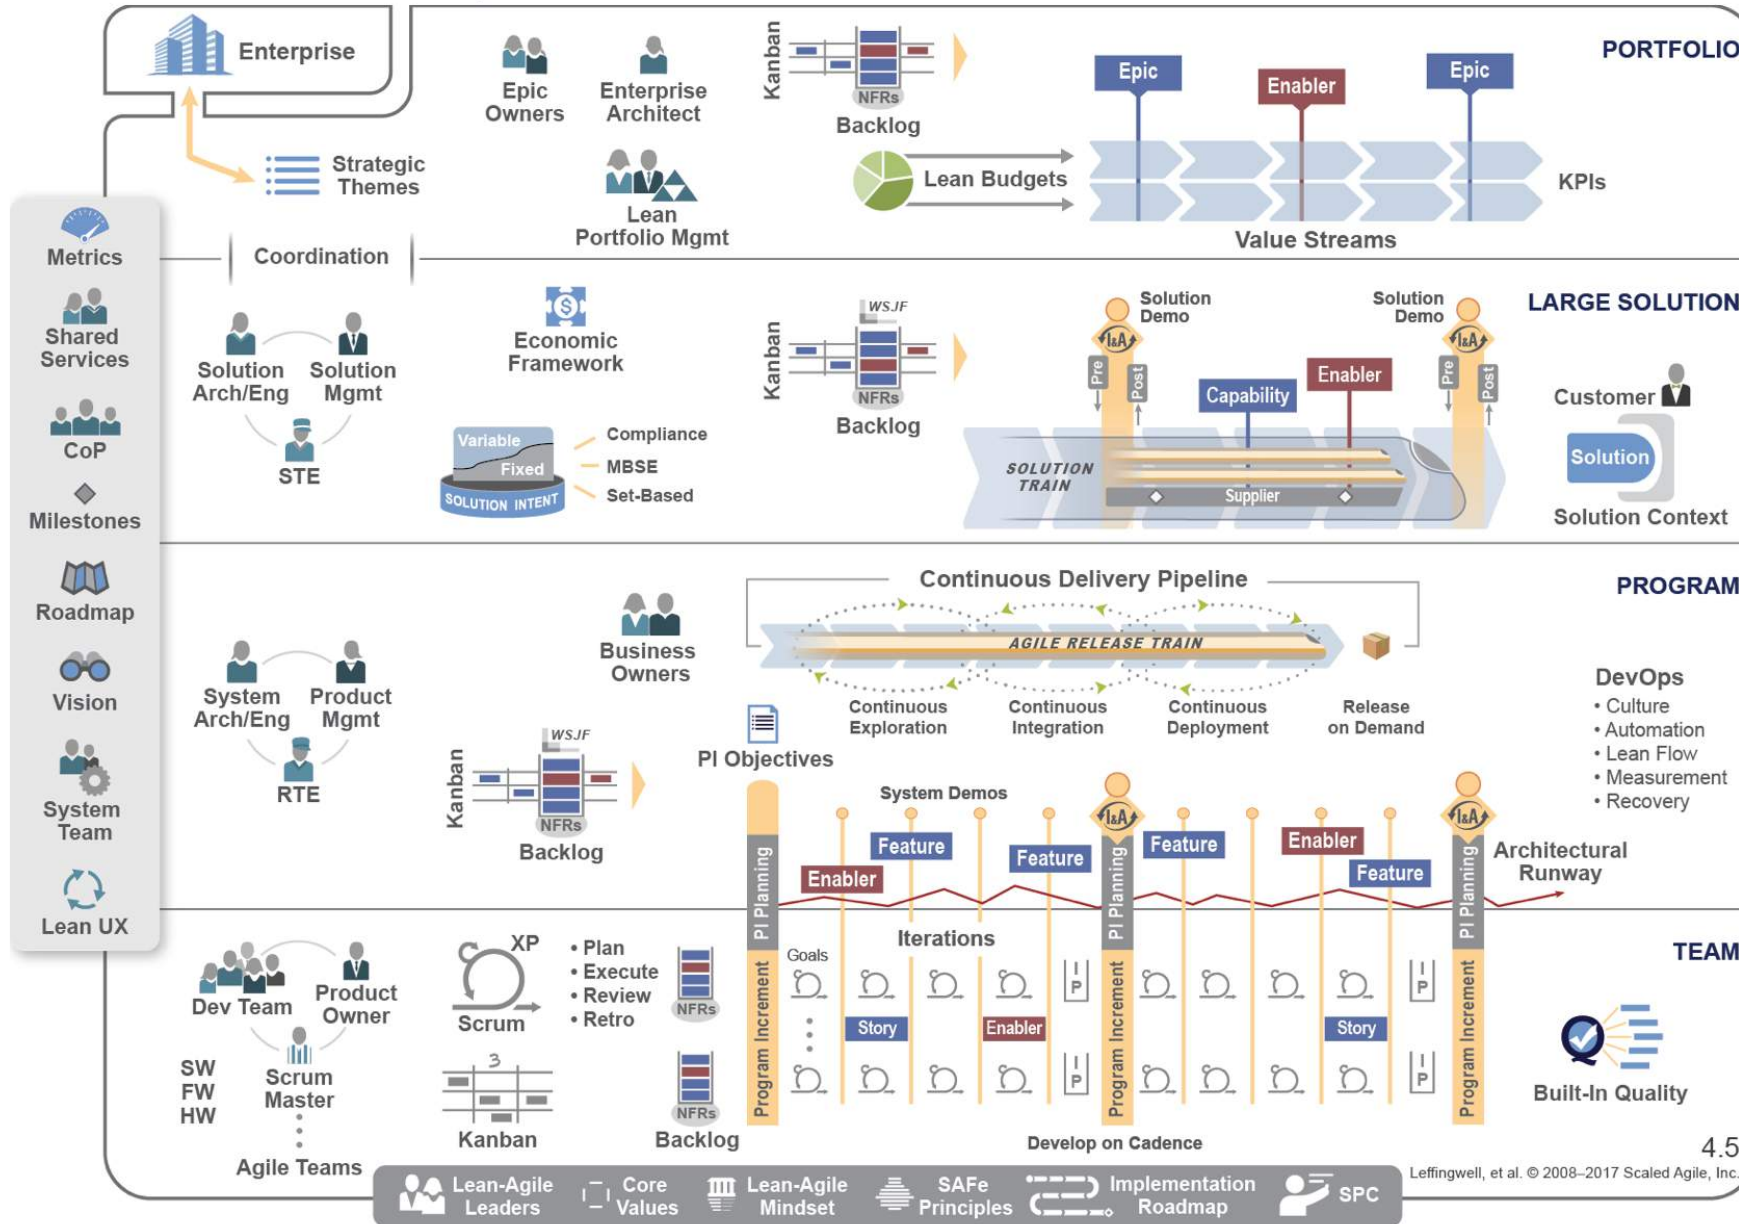 Enterprise
Strategic
Themes
Epic
Owners
Enterprise
Architect
Lean
Portfolio Mgmt
Kanban
NFRs
Backlog
Lean Budgets
Epic
Enabler
Epic
KPIs
Value Streams
PORTFOLIO
Metrics
Shared
Services
CoP
Milestones
Roadmap
Vision
System
Team
Lean UX
Coordination
Solution
Arch/Eng
Solution
Mgmt
STE
Economic
Framework
Variable
Fixed
SOLUTION INTENT
Compliance
MBSE
Set-Based
Kanban
WSJF
NFRs
Backlog
Solution
Demo
I&A
Pre
Post
Capability
Enabler
Solution
Demo
I&A
Pre
Post
SOLUTION
TRAIN
Supplier
LARGE SOLUTION
Customer
Solution
Solution Context
System
Arch/Eng
Product
Mgmt
RTE
Business
Owners
Kanban
WSJF
NFRs
Backlog
Continuous Delivery Pipeline
AGILE RELEASE TRAIN
Continuous
Exploration
Continuous
Integration
Continuous
Deployment
Release
on Demand
PROGRAM
DevOps
• Culture
• Automation
• Lean Flow
• Measurement
• Recovery
PI Objectives
System Demos
I&A
I&A
PI Planning
PI Planning
PI Planning
Enabler
Feature
Feature
Feature
Enabler
Feature
Architectural
Runway
Dev Team
Product
Owner
Scrum
Master
SW
FW
HW
Agile Teams
XP
Scrum
• Plan
• Execute
• Review
• Retro
3
Kanban
NFRs
NFRs
Backlog
Program Increment
Program Increment
Program Increment
Iterations
Goals
I
P
I
P
Story
Enabler
Story
I
P
I
P
Develop on Cadence
TEAM
Built-In Quality
4.5
Leffingwell, et al. © 2008–2017 Scaled Agile, Inc.
Lean-Agile
Leaders
Core
Values
Lean-Agile
Mindset
SAFe
Principles
Implementation
Roadmap
SPC